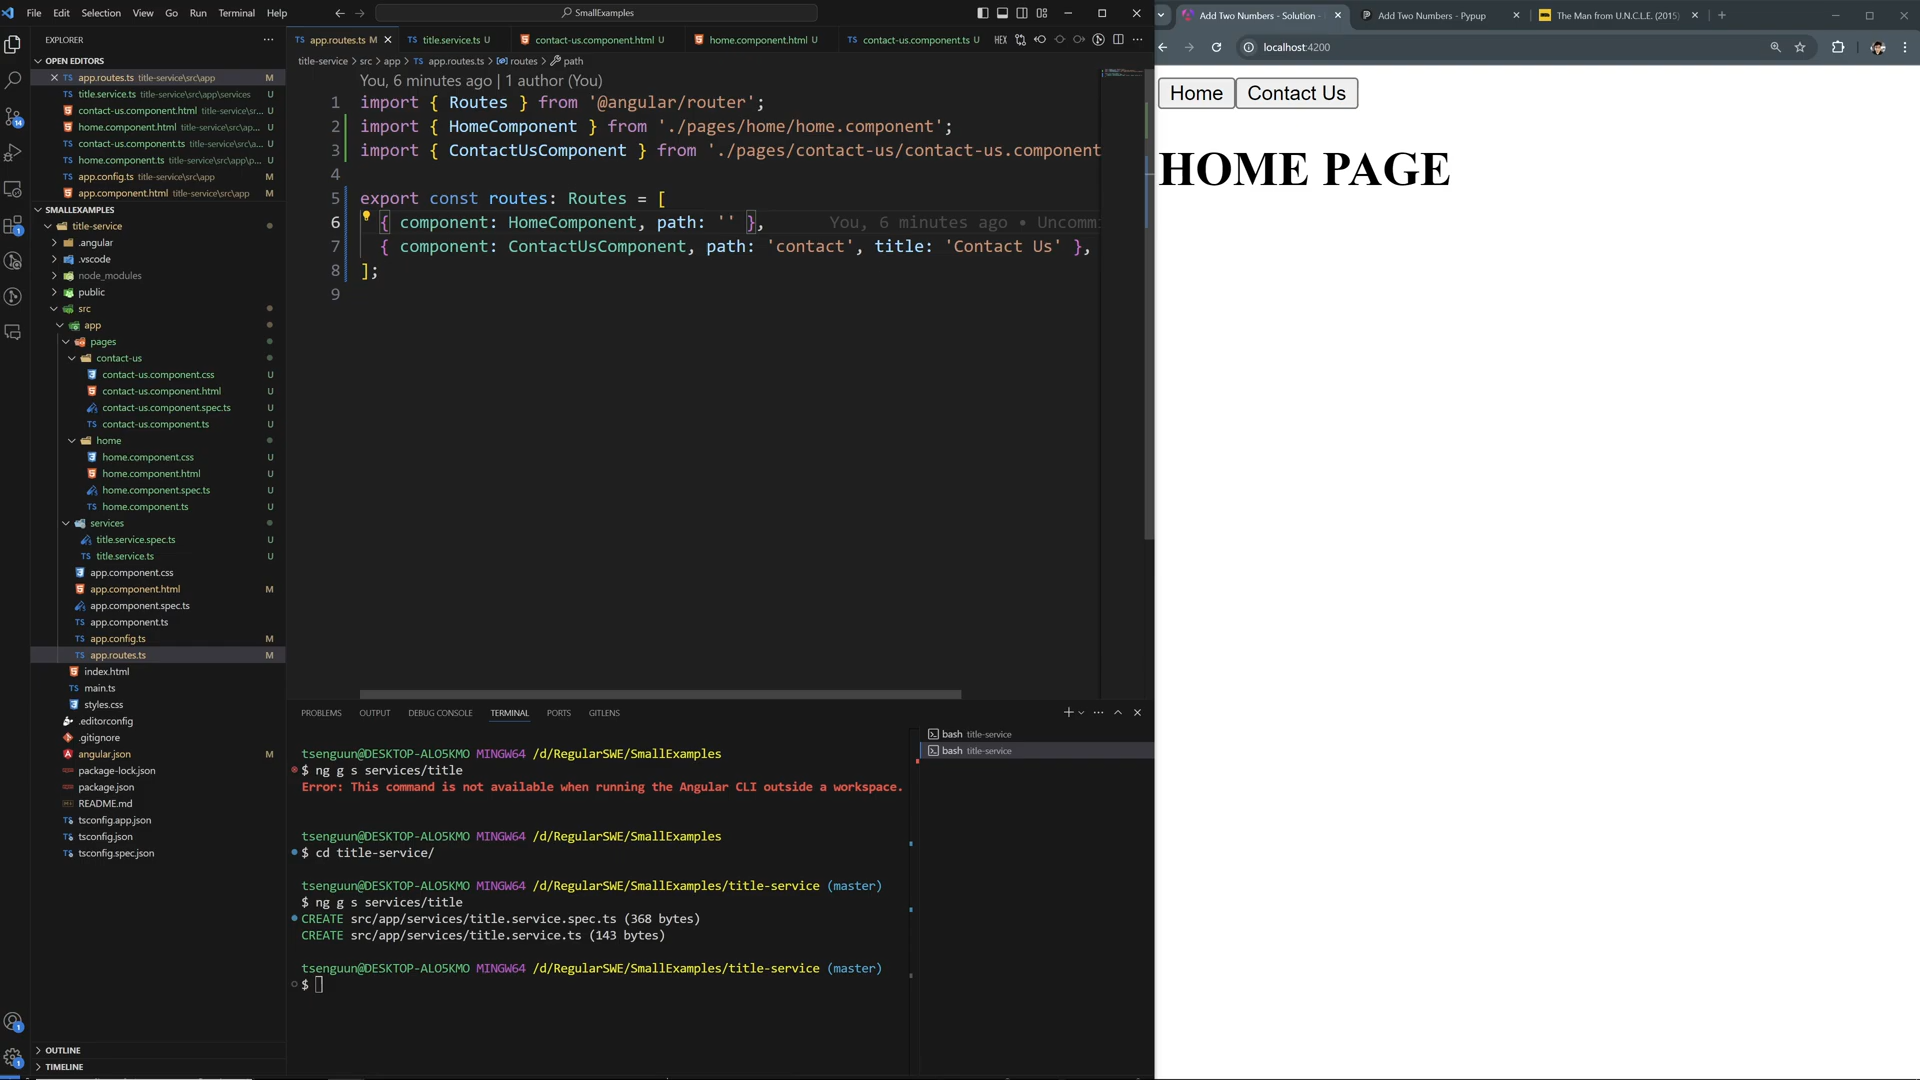 File Edit Selection View Go Run Terminal Help
SmallExamples
EXPLORER
OPEN EDITORS
app.routes.ts title-service\src\app M
title.service.ts title-service\src\app\services U
contact-us.component.html title-service\sr... U
home.component.html title-service\src\ap... U
contact-us.component.ts title-service\src\a... U
home.component.ts title-service\src\app\p... U
app.config.ts title-service\src\app M
app.component.html title-service\src\app M
SMALLEXAMPLES
title-service
.angular
.vscode
node_modules
public
src
app
pages
contact-us
contact-us.component.css U
contact-us.component.html U
contact-us.component.spec.ts U
contact-us.component.ts U
home
home.component.css U
home.component.html U
home.component.spec.ts U
home.component.ts U
services
title.service.spec.ts U
title.service.ts U
app.component.css
app.component.html M
app.component.spec.ts
app.component.ts
app.config.ts M
app.routes.ts M
index.html
main.ts
styles.css
.editorconfig
.gitignore
angular.json M
package-lock.json
package.json
README.md
tsconfig.app.json
tsconfig.json
tsconfig.spec.json
OUTLINE
TIMELINE
app.routes.ts M title.service.ts U contact-us.component.html U home.component.html U contact-us.component.ts U
title-service > src > app > app.routes.ts > routes > path
You, 6 minutes ago | 1 author (You)
1 import { Routes } from '@angular/router';
2 import { HomeComponent } from './pages/home/home.component';
3 import { ContactUsComponent } from './pages/contact-us/contact-us.component
4
5 export const routes: Routes = [
6 { component: HomeComponent, path: '' }, You, 6 minutes ago • Uncommi
7 { component: ContactUsComponent, path: 'contact', title: 'Contact Us' },
8 ];
9
PROBLEMS OUTPUT DEBUG CONSOLE TERMINAL PORTS GITLENS
bash title-service
bash title-service
tsenguun@DESKTOP-ALO5KMO MINGW64 /d/RegularSWE/SmallExamples
$ ng g s services/title
Error: This command is not available when running the Angular CLI outside a workspace.
tsenguun@DESKTOP-ALO5KMO MINGW64 /d/RegularSWE/SmallExamples
$ cd title-service/
tsenguun@DESKTOP-ALO5KMO MINGW64 /d/RegularSWE/SmallExamples/title-service (master)
$ ng g s services/title
CREATE src/app/services/title.service.spec.ts (368 bytes)
CREATE src/app/services/title.service.ts (143 bytes)
tsenguun@DESKTOP-ALO5KMO MINGW64 /d/RegularSWE/SmallExamples/title-service (master)
$
Add Two Numbers - Solution - Add Two Numbers - Pypup The Man from U.N.C.L.E. (2015)
localhost:4200
Home Contact Us
HOME PAGE